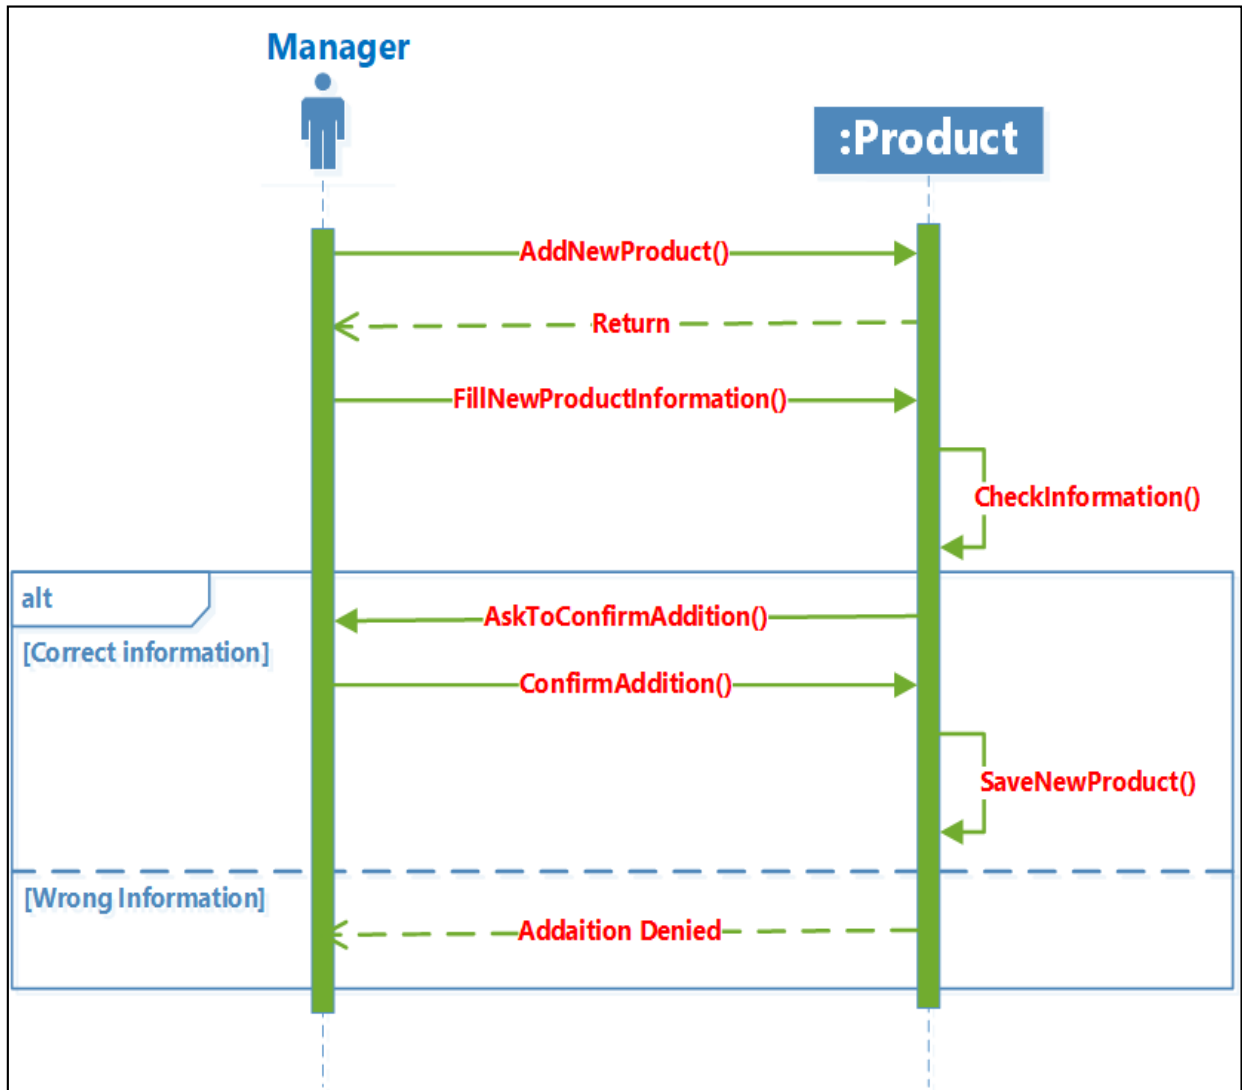 Manager
:Product
AddNewProduct()
Return
FillNewProductInformation()
CheckInformation()
alt
AskToConfirmAddition()
[Correct information]
ConfirmAddition()
SaveNewProduct()
[Wrong Information]
Addaition Denied